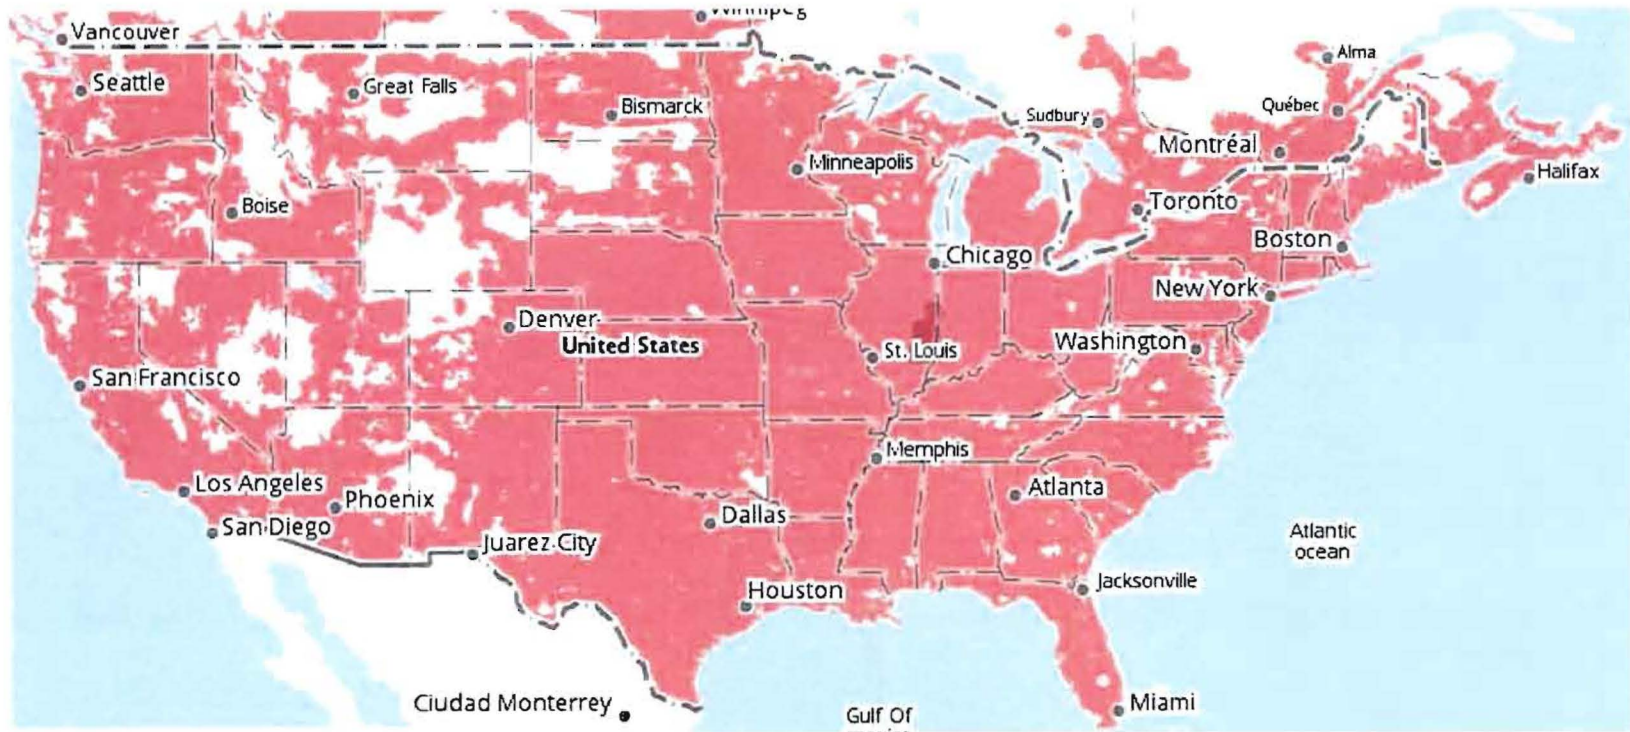 Winnipeg
Vancouver
Alma
Seattle
Great Falls
Bismarck
Québec
Sudbury
Montréal
Minneapolis
Halifax
Toronto
Boise
Boston
Chicago
New York
Denver
United States
St. Louis
Washington
San Francisco
Memphis
Los Angeles
Phoenix
Atlanta
San Diego
Dallas
Juarez City
Atlantic
ocean
Jacksonville
Houston
Ciudad Monterrey
Miami
Gulf Of